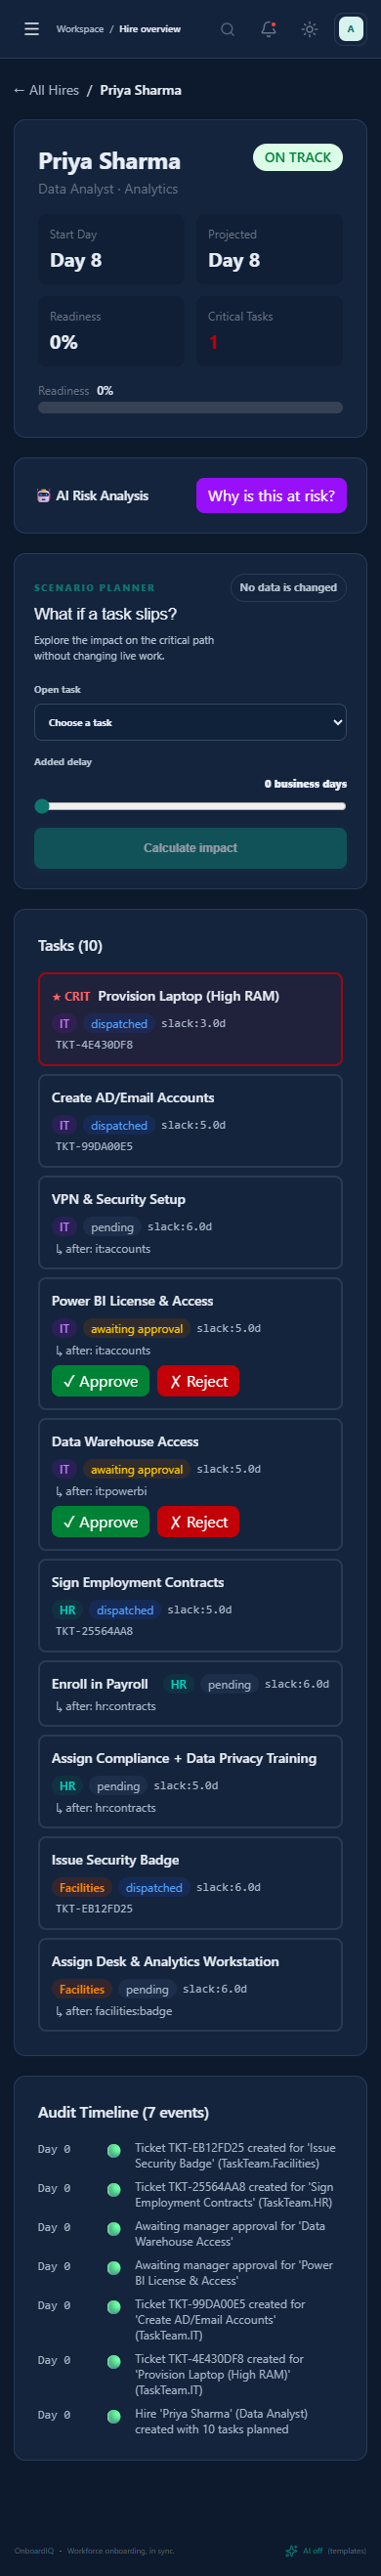 Workspace / Hire overview
A
← All Hires / Priya Sharma
Priya Sharma
ON TRACK
Data Analyst · Analytics
Start Day
Projected
Day 8
Day 8
Readiness
Critical Tasks
0%
1
Readiness 0%
AI Risk Analysis
Why is this at risk?
SCENARIO PLANNER
No data is changed
What if a task slips?
Explore the impact on the critical path
without changing live work.
Open task
Choose a task
Added delay
0 business days
Calculate impact
Tasks (10)
★ CRIT Provision Laptop (High RAM)
IT dispatched slack:3.0d
TKT-4E430DF8
Create AD/Email Accounts
IT dispatched slack:5.0d
TKT-99DA00E5
VPN & Security Setup
IT pending slack:6.0d
↳ after: it:accounts
Power BI License & Access
IT awaiting approval slack:5.0d
↳ after: it:accounts
✓ Approve ✗ Reject
Data Warehouse Access
IT awaiting approval slack:5.0d
↳ after: it:powerbi
✓ Approve ✗ Reject
Sign Employment Contracts
HR dispatched slack:5.0d
TKT-25564AA8
Enroll in Payroll HR pending slack:6.0d
↳ after: hr:contracts
Assign Compliance + Data Privacy Training
HR pending slack:5.0d
↳ after: hr:contracts
Issue Security Badge
Facilities dispatched slack:6.0d
TKT-EB12FD25
Assign Desk & Analytics Workstation
Facilities pending slack:6.0d
↳ after: facilities:badge
Audit Timeline (7 events)
Day 0 Ticket TKT-EB12FD25 created for 'Issue
Security Badge' (TaskTeam.Facilities)
Day 0 Ticket TKT-25564AA8 created for 'Sign
Employment Contracts' (TaskTeam.HR)
Day 0 Awaiting manager approval for 'Data
Warehouse Access'
Day 0 Awaiting manager approval for 'Power
BI License & Access'
Day 0 Ticket TKT-99DA00E5 created for
'Create AD/Email Accounts'
(TaskTeam.IT)
Day 0 Ticket TKT-4E430DF8 created for
'Provision Laptop (High RAM)'
(TaskTeam.IT)
Day 0 Hire 'Priya Sharma' (Data Analyst)
created with 10 tasks planned
OnboardIQ • Workforce onboarding, in sync.
AI off (templates)